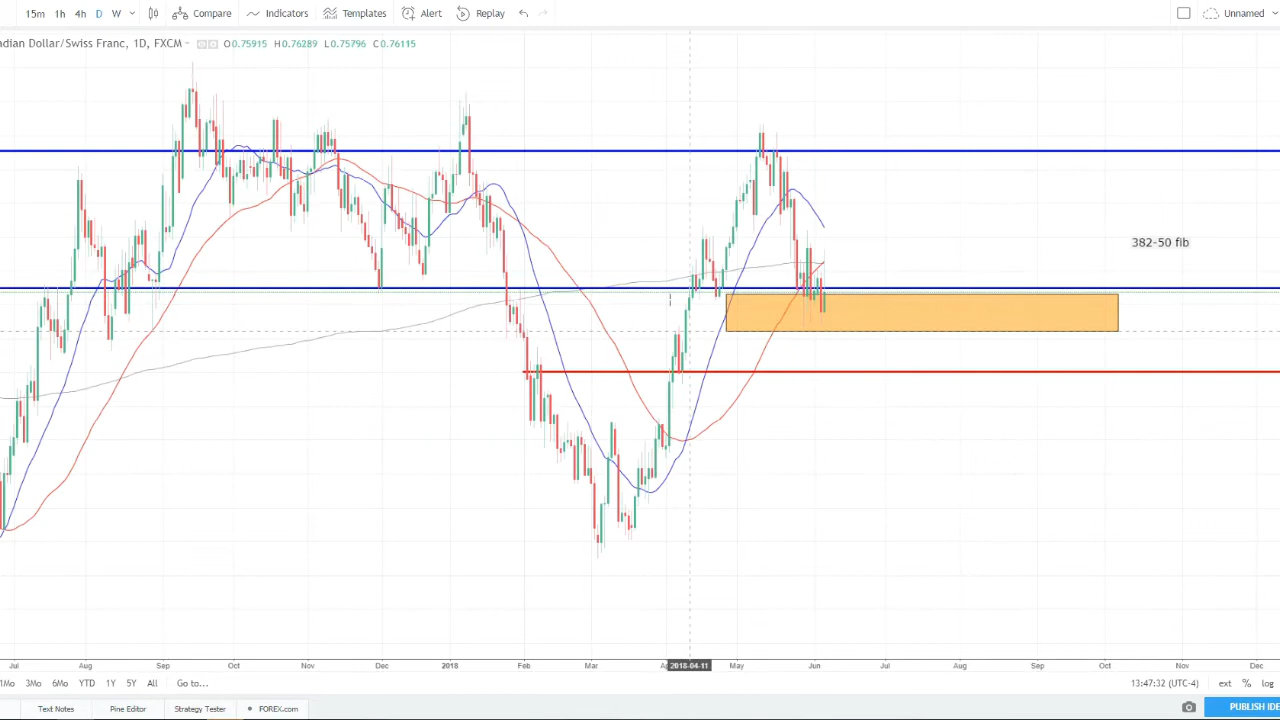 15m 1h 4h D W Compare Indicators Templates Alert Replay Unnamed
adian Dollar/Swiss Franc, 1D, FXCM O0.75915 H0.76289 L0.75796 C0.76115
382-50 fib
Jul Aug Sep Oct Nov Dec 2018 Feb Mar A 2018-04-11 May Jun Jul Aug Sep Oct Nov Dec
1Mo 3Mo 6Mo YTD 1Y 5Y All Go to... 13:47:32 (UTC-4) ext % log
Text Notes Pine Editor Strategy Tester FOREX.com PUBLISH IDE